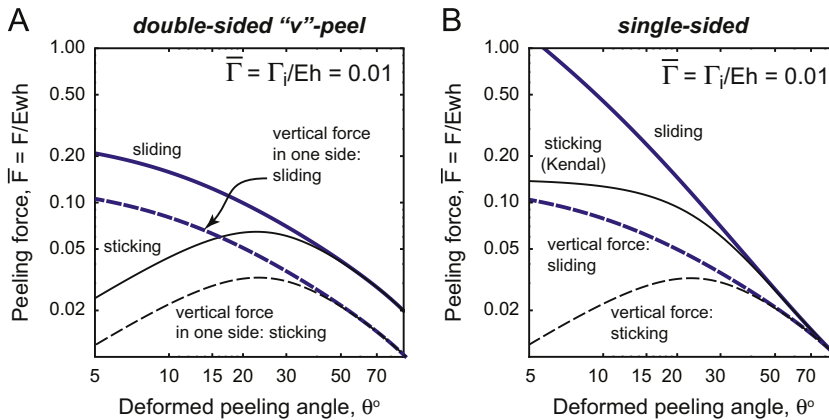 A
double-sided “v”-peel
Γ̅ = Γi/Eh = 0.01
Peeling force, F̅ = F/Ewh
1.00
0.50
0.20
0.10
0.05
0.02
sliding
vertical force
in one side:
sliding
sticking
vertical force
in one side: sticking
5
10
15
20
30
50
70
Deformed peeling angle, θ°
B
single-sided
Γ̅ = Γi/Eh = 0.01
Peeling force, F̅ = F/Ewh
1.00
0.50
0.20
0.10
0.05
0.02
sliding
sticking
(Kendal)
vertical force:
sliding
vertical force:
sticking
5
10
15
20
30
50
70
Deformed peeling angle, θ°